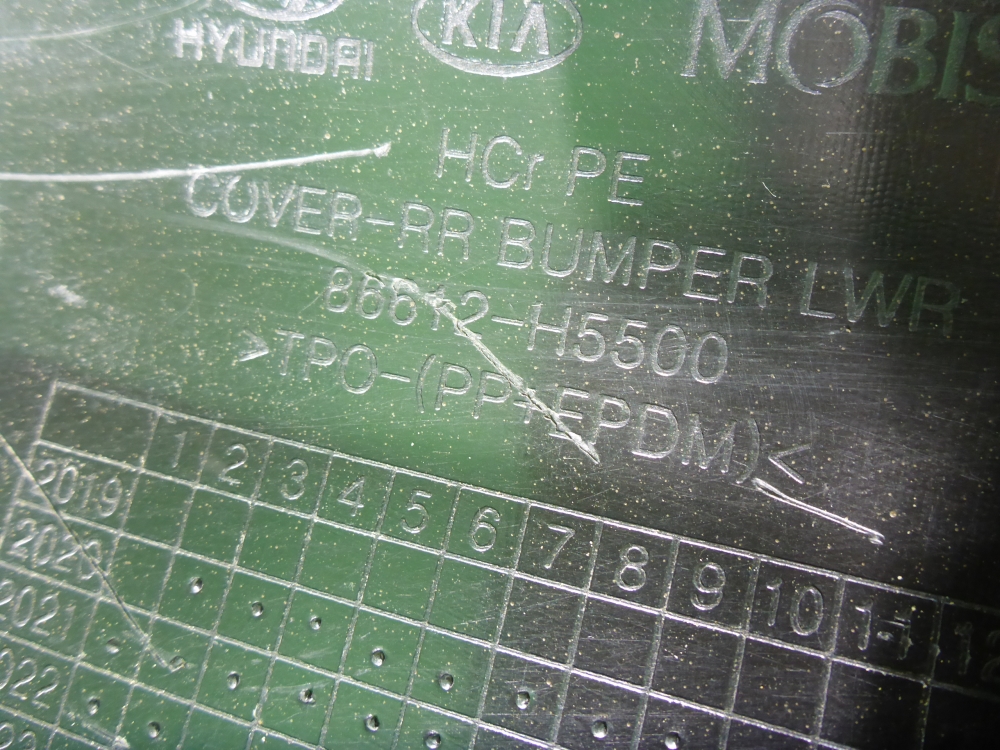 HYUNDAI KIA MOBIS
HCr PE
COVER-RR BUMPER LWR
86612-H5500
>TPO-(PP+EPDM)<
1 2 3 4 5 6 7 8 9 10 11 12
2019
2020
2021
2022